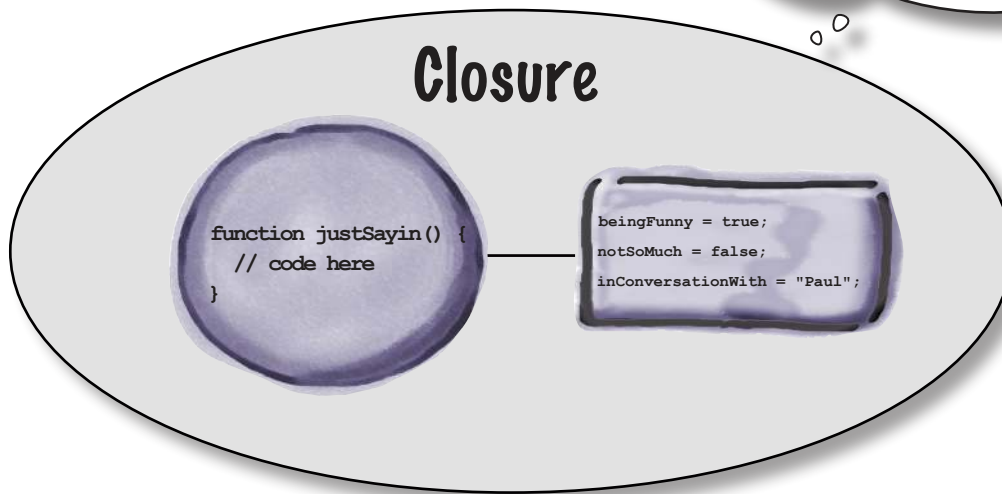 Closure
function justSayin() {
// code here
}
beingFunny = true;
notSoMuch = false;
inConversationWith = "Paul";